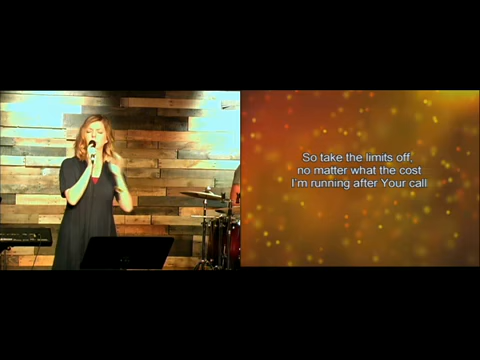 So take the limits off,
no matter what the cost
I'm running after Your call